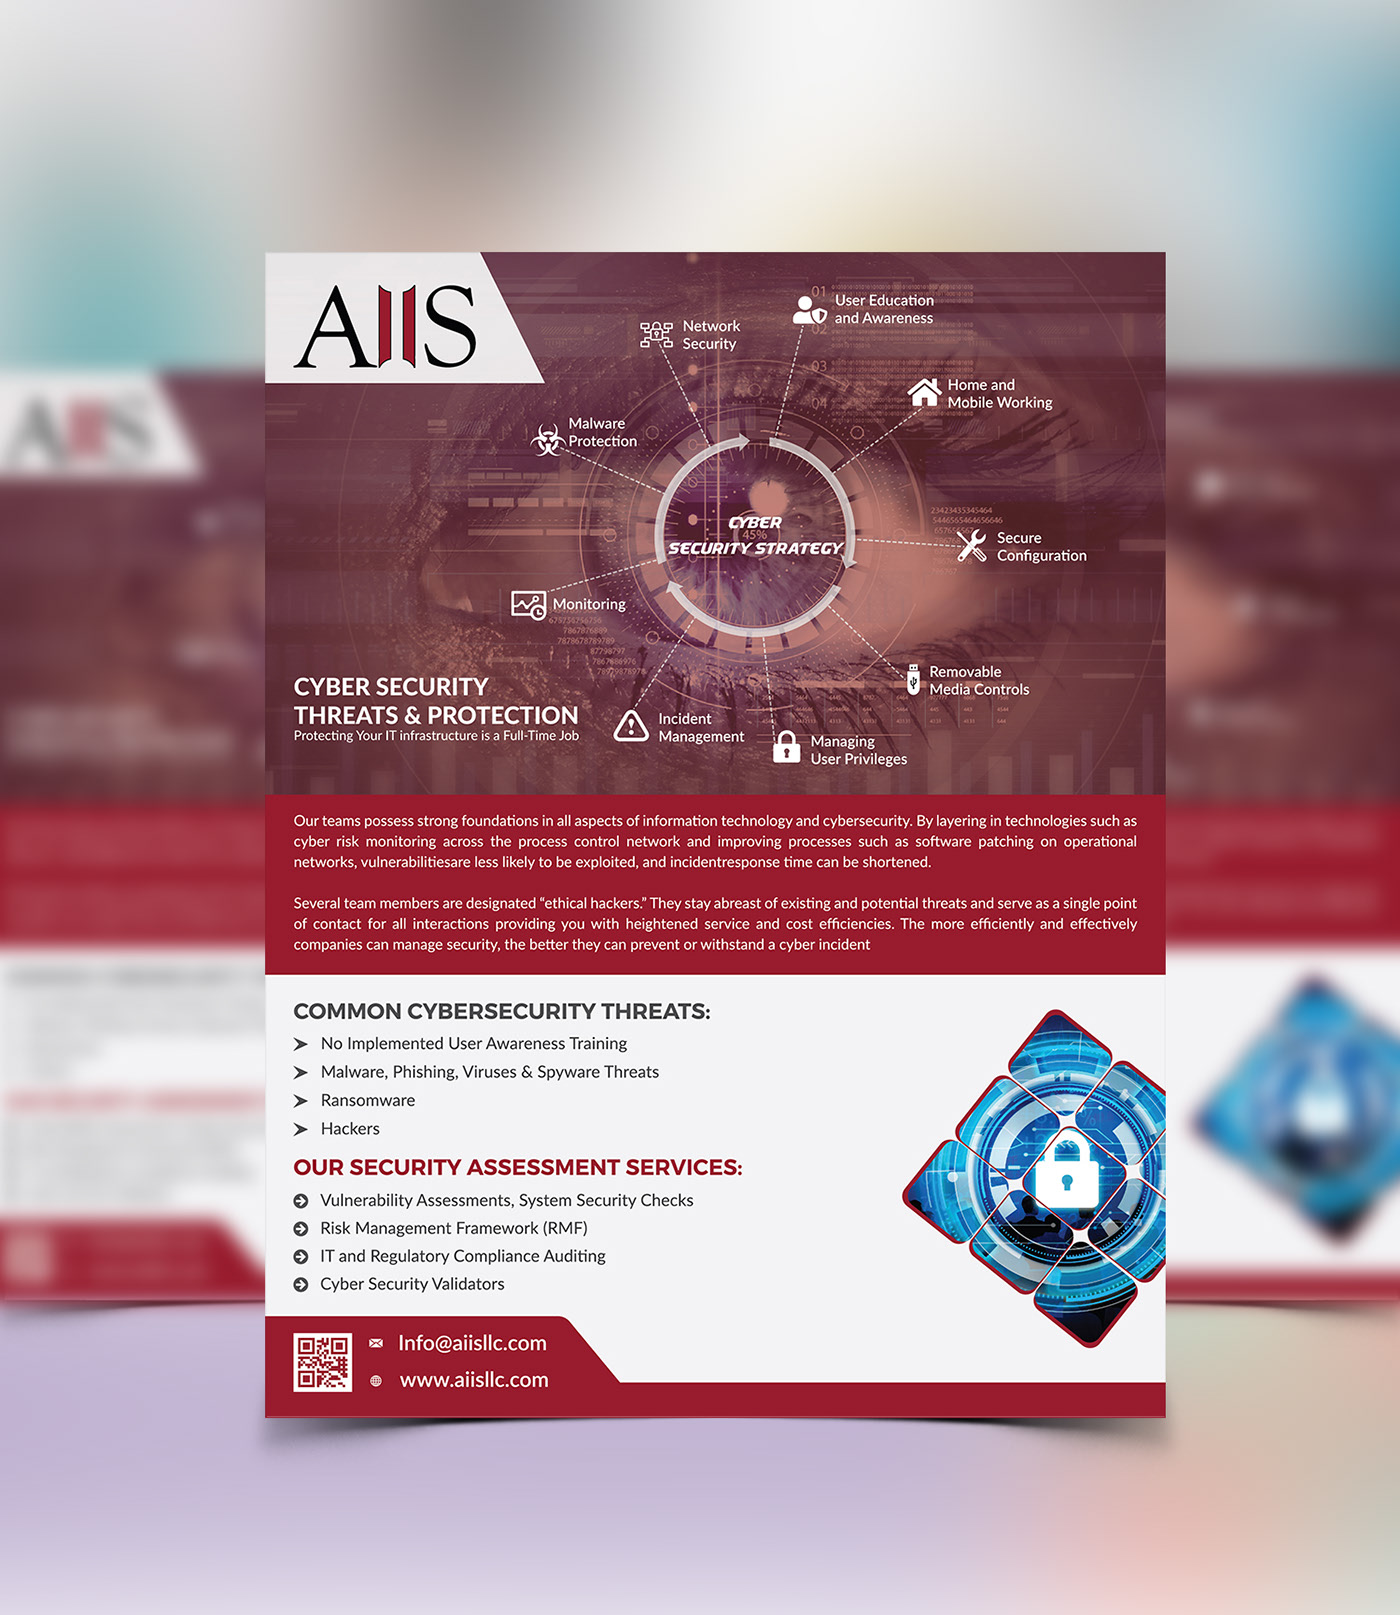 AIIS
Network
Security
User Education
and Awareness
Home and
Mobile Working
Malware
Protection
CYBER
45%
SECURITY STRATEGY
Secure
Configuration
Monitoring
Removable
Media Controls
Incident
Management
Managing
User Privileges
01
02
03
04
23423435345464
CYBER SECURITY
THREATS & PROTECTION
Protecting Your IT infrastructure is a Full-Time Job
Our teams possess strong foundations in all aspects of information technology and cybersecurity. By layering in technologies such as
cyber risk monitoring across the process control network and improving processes such as software patching on operational
networks, vulnerabilitiesare less likely to be exploited, and incidentresponse time can be shortened.
Several team members are designated “ethical hackers.” They stay abreast of existing and potential threats and serve as a single point
of contact for all interactions providing you with heightened service and cost efficiencies. The more efficiently and effectively
companies can manage security, the better they can prevent or withstand a cyber incident
COMMON CYBERSECURITY THREATS:
No Implemented User Awareness Training
Malware, Phishing, Viruses & Spyware Threats
Ransomware
Hackers
OUR SECURITY ASSESSMENT SERVICES:
Vulnerability Assessments, System Security Checks
Risk Management Framework (RMF)
IT and Regulatory Compliance Auditing
Cyber Security Validators
Info@aiisllc.com
www.aiisllc.com